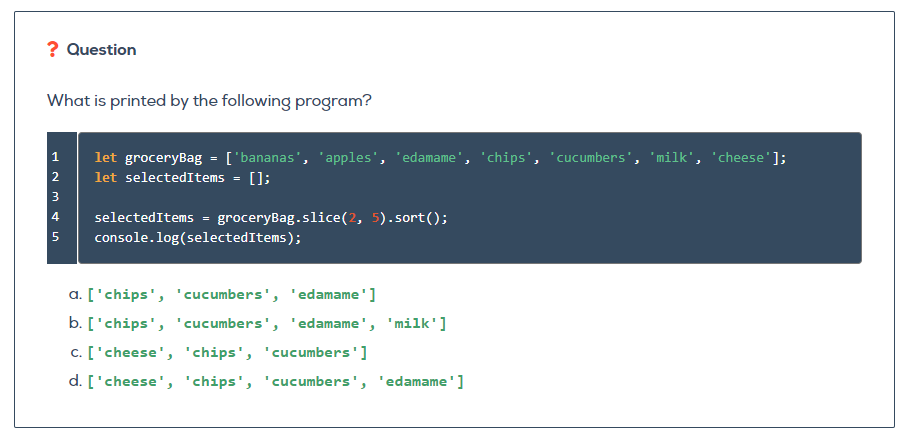 ❓ Question
What is printed by the following program?
1 let groceryBag = ['bananas', 'apples', 'edamame', 'chips', 'cucumbers', 'milk', 'cheese'];
2 let selectedItems = [];
3
4 selectedItems = groceryBag.slice(2, 5).sort();
5 console.log(selectedItems);
a. ['chips', 'cucumbers', 'edamame']
b. ['chips', 'cucumbers', 'edamame', 'milk']
c. ['cheese', 'chips', 'cucumbers']
d. ['cheese', 'chips', 'cucumbers', 'edamame']